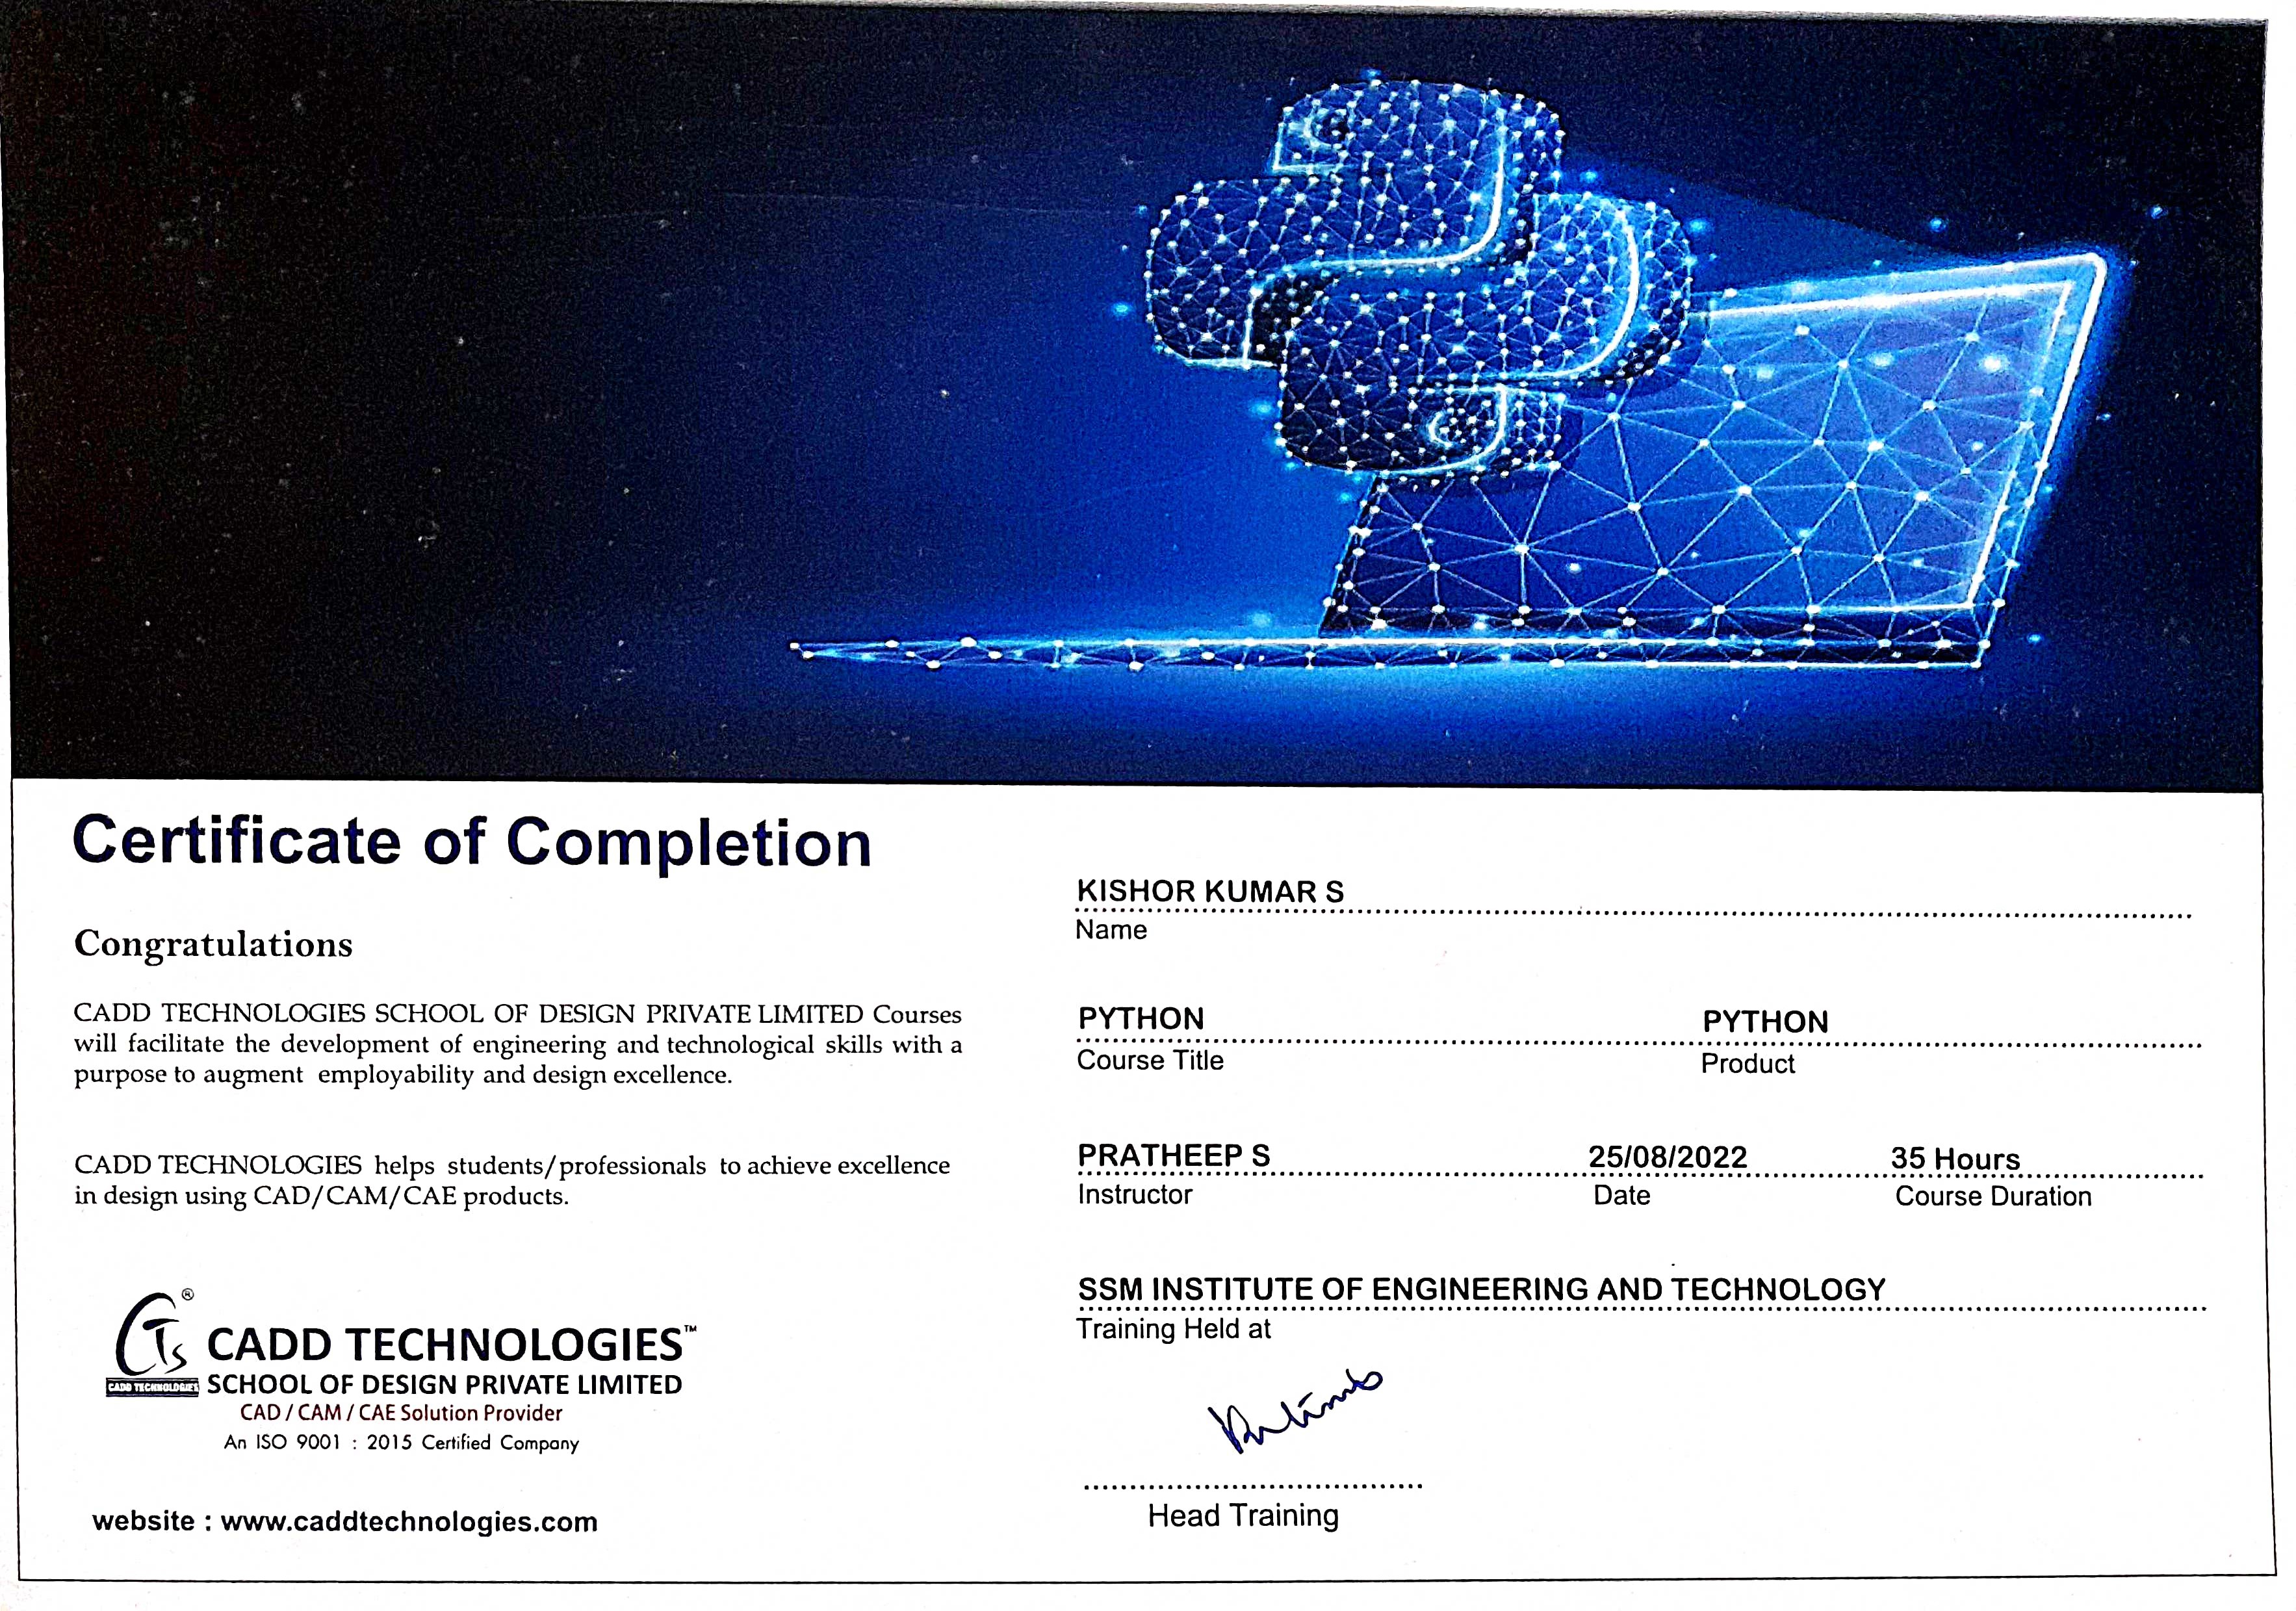 Certificate of Completion
Congratulations
CADD TECHNOLOGIES SCHOOL OF DESIGN PRIVATE LIMITED Courses
will facilitate the development of engineering and technological skills with a
purpose to augment employability and design excellence.
CADD TECHNOLOGIES helps students/professionals to achieve excellence
in design using CAD/CAM/CAE products.
CTs ®
CADD TECHNOLOGIES
CADD TECHNOLOGIES™
SCHOOL OF DESIGN PRIVATE LIMITED
CAD / CAM / CAE Solution Provider
An ISO 9001 : 2015 Certified Company
website : www.caddtechnologies.com
KISHOR KUMAR S
Name
PYTHON PYTHON
Course Title Product
PRATHEEP S 25/08/2022 35 Hours
Instructor Date Course Duration
SSM INSTITUTE OF ENGINEERING AND TECHNOLOGY
Training Held at
Head Training